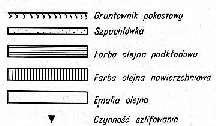 Gruntownik pokostowy
Szpachlówka
Farba olejna podkładowa
Farba olejna nawierzchniowa
Emalia olejna
Czynność szlifowania